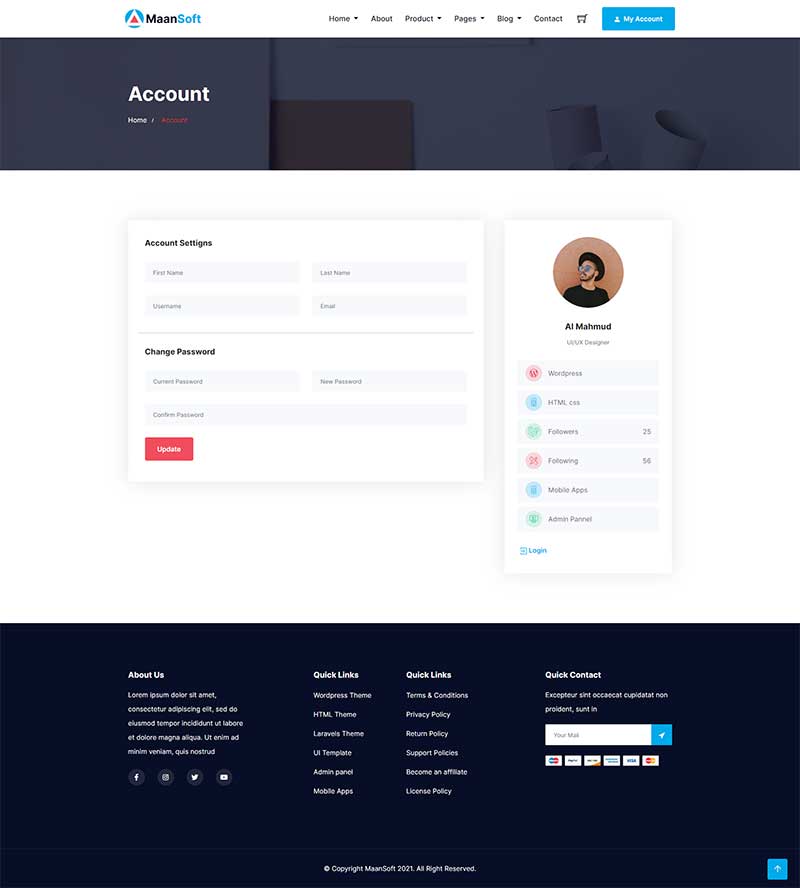 MaanSoft
Home About Product Pages Blog Contact My Account
Account
Home / Account
Account Settigns
First Name Last Name
Username Email
Change Password
Current Password New Password
Confirm Password
Update
Al Mahmud
UI/UX Designer
Wordpress
HTML css
Followers 25
Following 56
Mobile Apps
Admin Pannel
Login
About Us
Lorem ipsum dolor sit amet,
consectetur adipiscing elit, sed do
eiusmod tempor incididunt ut labore
et dolore magna aliqua. Ut enim ad
minim veniam, quis nostrud
Quick Links
Wordpress Theme
HTML Theme
Laravels Theme
UI Template
Admin panel
Mobile Apps
Quick Links
Terms & Conditions
Privacy Policy
Return Policy
Support Policies
Become an affiliate
License Policy
Quick Contact
Excepteur sint occaecat cupidatat non
proident, sunt in
Your Mail
VISA
© Copyright MaanSoft 2021. All Right Reserved.